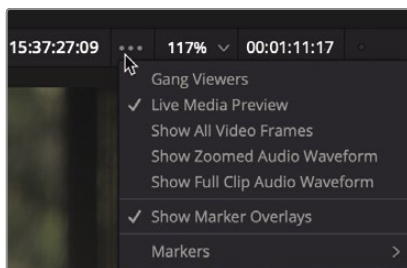 15:37:27:09 ••• 117% 00:01:11:17
Gang Viewers
Live Media Preview
Show All Video Frames
Show Zoomed Audio Waveform
Show Full Clip Audio Waveform
Show Marker Overlays
Markers